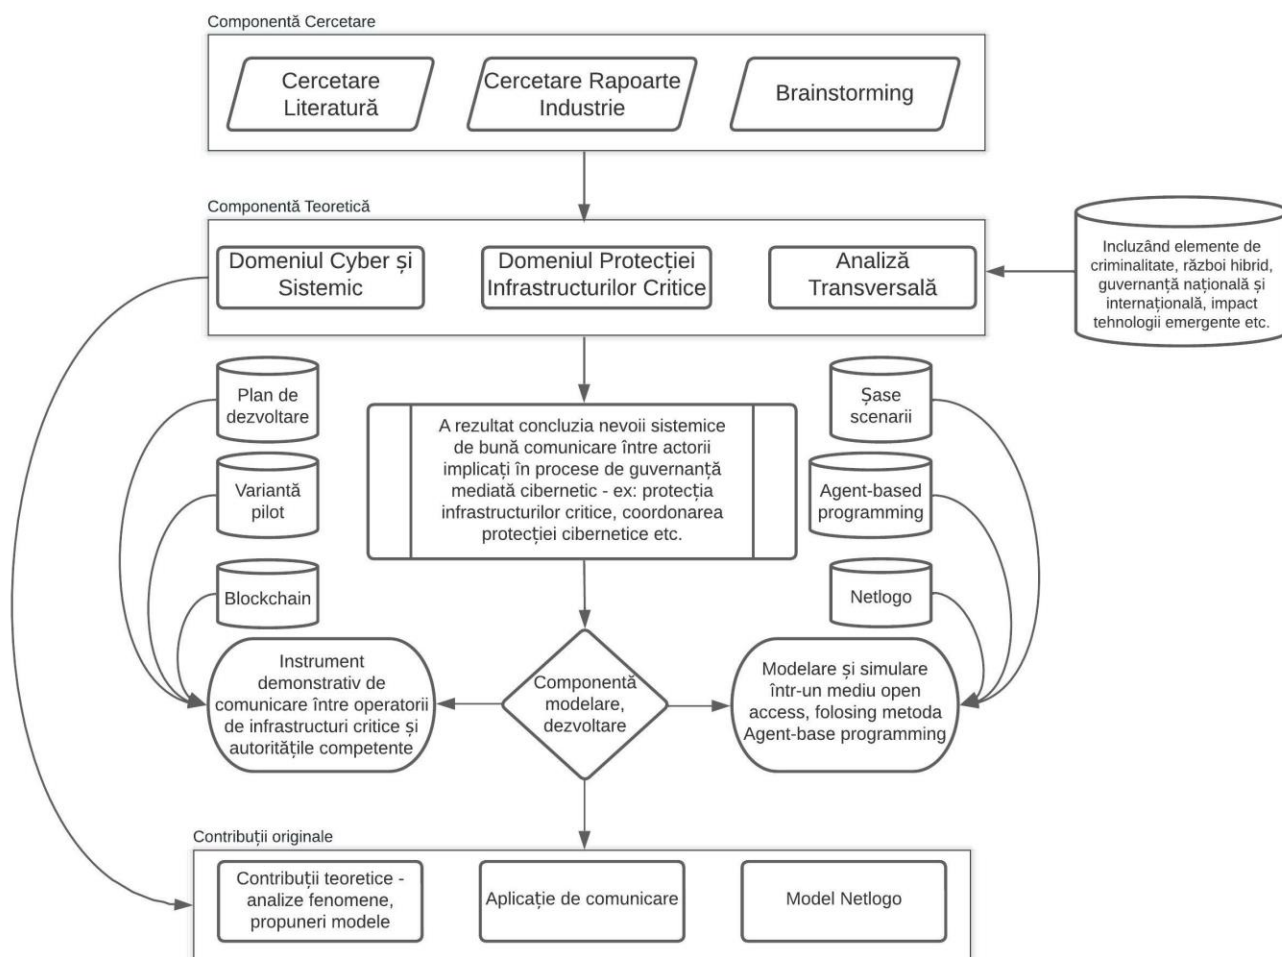 Componentă Cercetare
Cercetare
Literatură
Cercetare Rapoarte
Industrie
Brainstorming
Componentă Teoretică
Domeniul Cyber și
Sistemic
Domeniul Protecției
Infrastructurilor Critice
Analiză
Transversală
Incluzând elemente de
criminalitate, război hibrid,
guvernanță națională și
internațională, impact
tehnologii emergente etc.
Plan de
dezvoltare
Variantă
pilot
Blockchain
A rezultat concluzia nevoii sistemice
de bună comunicare între actorii
implicați în procese de guvernanță
mediată cibernetic - ex: protecția
infrastructurilor critice, coordonarea
protecției cibernetice etc.
Șase
scenarii
Agent-based
programming
Netlogo
Instrument
demonstrativ de
comunicare între operatorii
de infrastructuri critice și
autoritățile competente
Componentă
modelare,
dezvoltare
Modelare și simulare
într-un mediu open
access, folosing metoda
Agent-base programming
Contribuții originale
Contribuții teoretice -
analize fenomene,
propuneri modele
Aplicație de comunicare
Model Netlogo